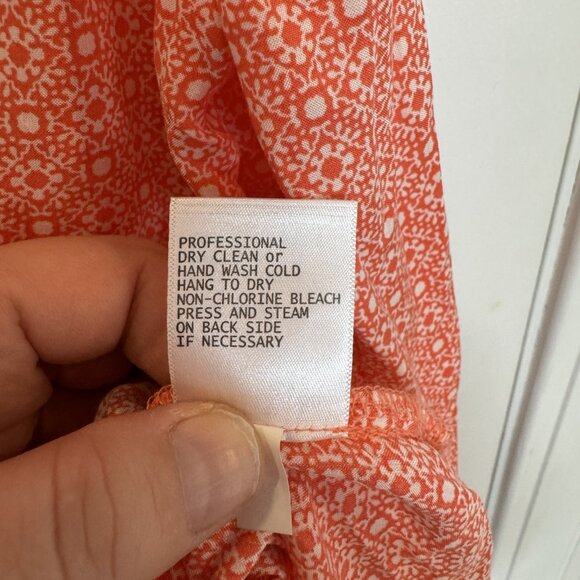 PROFESSIONAL
DRY CLEAN or
HAND WASH COLD
HANG TO DRY
NON-CHLORINE BLEACH
PRESS AND STEAM
ON BACK SIDE
IF NECESSARY